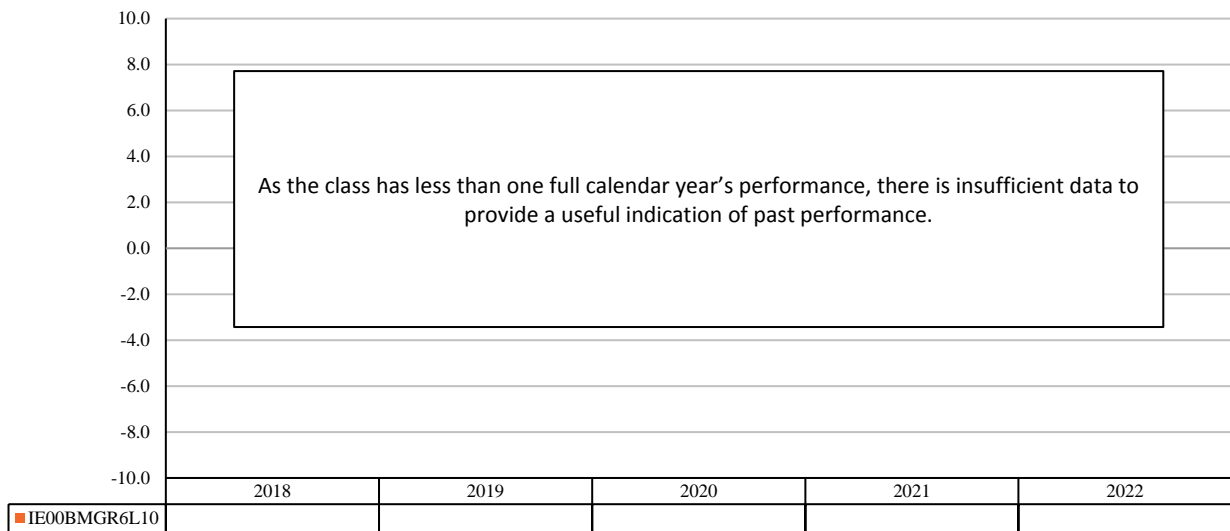 10.0
8.0
6.0
4.0
2.0
0.0
-2.0
-4.0
-6.0
-8.0
-10.0
As the class has less than one full calendar year’s performance, there is insufficient data to
provide a useful indication of past performance.
2018 2019 2020 2021 2022
IE00BMGR6L10